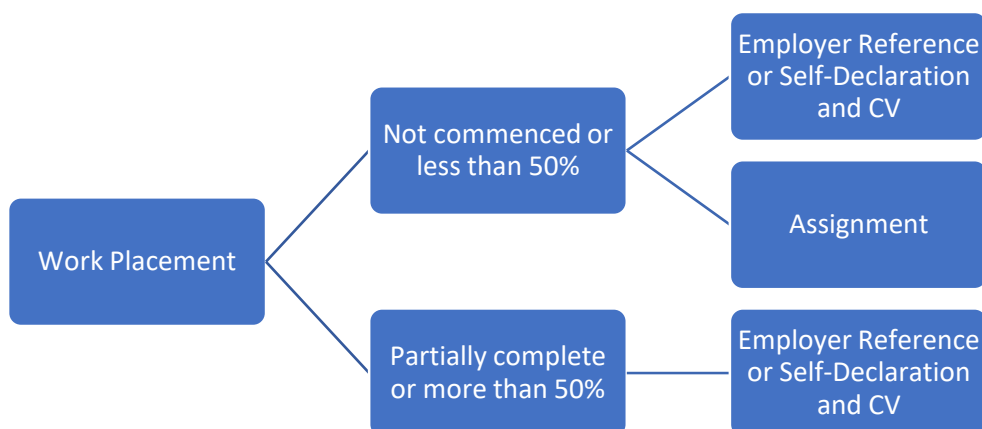 Work Placement
Not commenced or
less than 50%
Employer Reference
or Self-Declaration
and CV
Assignment
Partially complete
or more than 50%
Employer Reference
or Self-Declaration
and CV